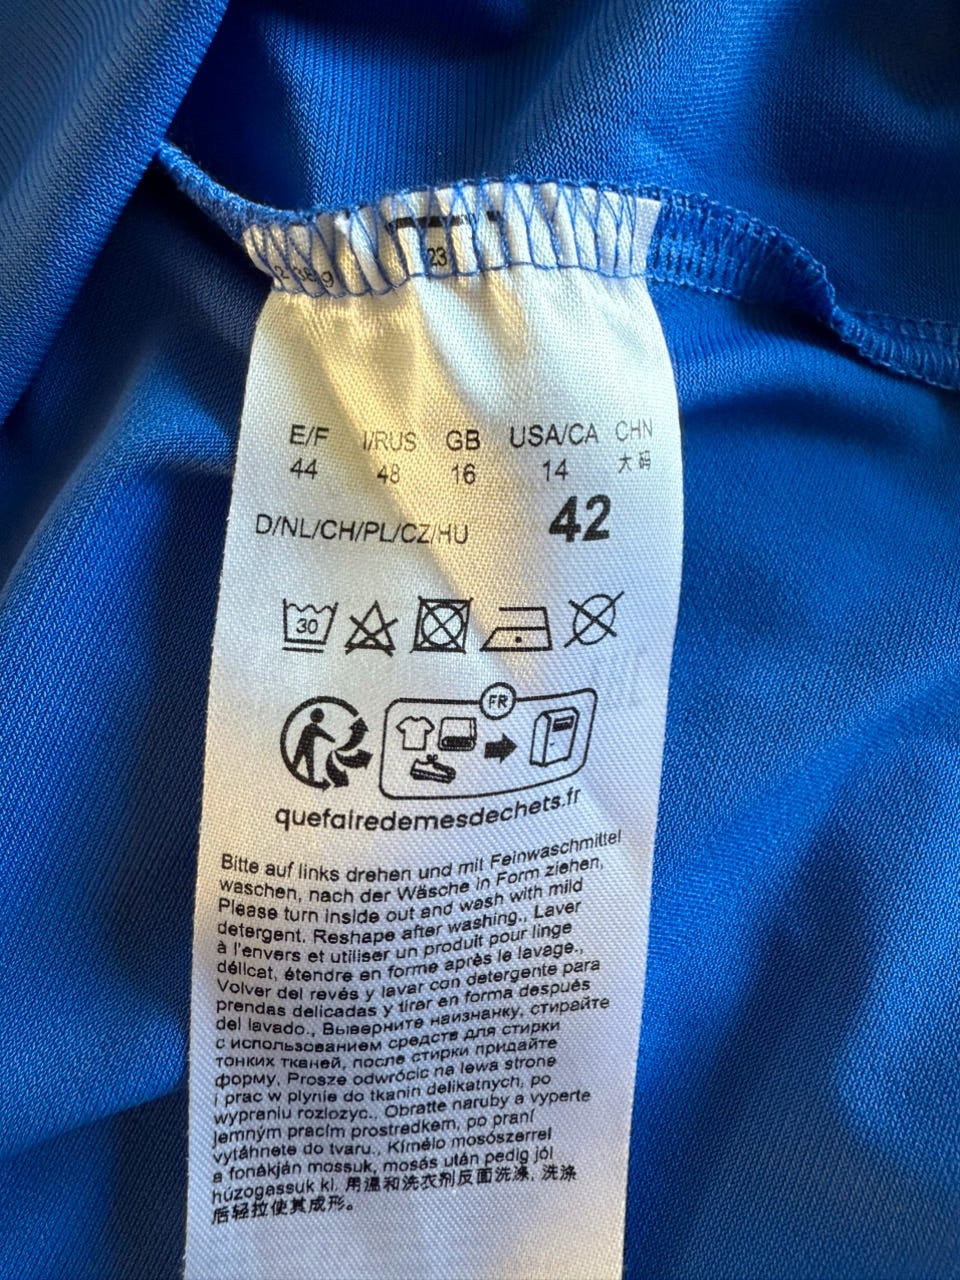 23
E/F I/RUS GB USA/CA CHN
44 48 16 14 大码
D/NL/CH/PL/CZ/HU 42
30
FR
quefairedemesdechets.fr
Bitte auf links drehen und mit Feinwaschmittel
waschen, nach der Wäsche in Form ziehen,
Please turn inside out and wash with mild
detergent. Reshape after washing., Laver
à l'envers et utiliser un produit pour linge
délicat, étendre en forme après le lavage.,
Volver del revés y lavar con detergente para
prendas delicadas y tirar en forma después
del lavado., Выверните наизнанку, стирайте
с использованием средств для стирки
тонких тканей, после стирки придайте
форму, Prosze odwrócic na lewa strone
i prac w plynie do tkanin delikatnych, po
wypraniu rozlozyc., Obratte naruby a vyperte
jemným pracím prostredkem, po praní
vytáhnete do tvaru., Kímélo mosószerrel
a fonákján mossuk, mosás után pedig jól
húzogassuk ki. 用温和洗衣剂反面洗涤, 洗涤
后轻拉使其成形。